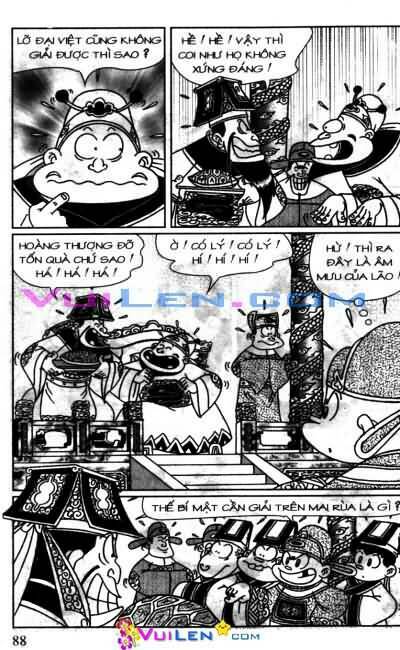 LỠ ĐẠI VIỆT CŨNG KHÔNG
GIẢI ĐƯỢC THÌ SAO ?
HỀ ! HỀ ! VẬY THÌ
COI NHƯ HỌ KHÔNG
XỨNG ĐÁNG !
HOÀNG THƯỢNG ĐỠ
TỐN QUÀ CHỨ SAO !
HÁ ! HÁ ! HÁ !
Ờ ! CÓ LÝ ! CÓ LÝ !
HÍ ! HÍ ! HÍ !
HỪ ! THÌ RA
ĐÂY LÀ ÂM
MƯU CỦA LÃO !
VUILEN.COM
THẾ BÍ MẬT CẦN GIẢI TRÊN MAI RÙA LÀ GÌ ?
88
VUILEN.COM